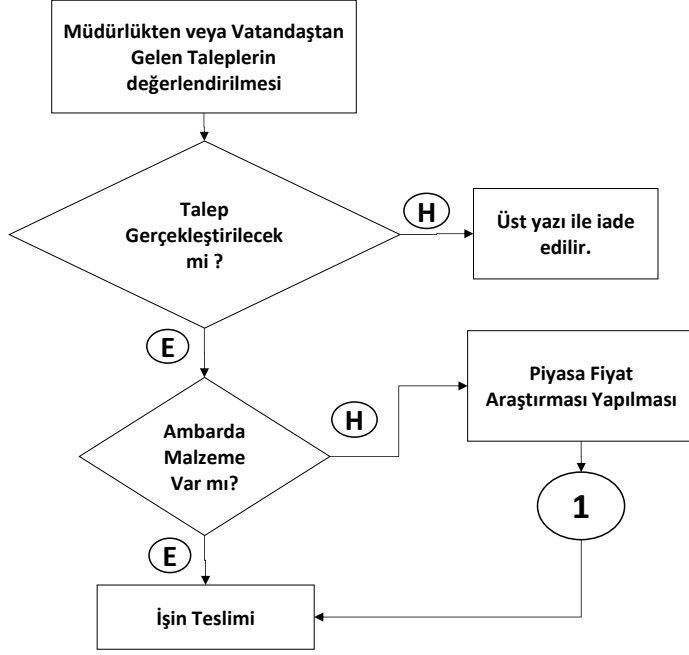 Müdürlükten veya Vatandaştan
Gelen Taleplerin
değerlendirilmesi
Talep
Gerçekleştirilecek
mi ?
H
Üst yazı ile iade
edilir.
E
Ambarda
Malzeme
Var mı?
H
Piyasa Fiyat
Araştırması Yapılması
1
E
İşin Teslimi